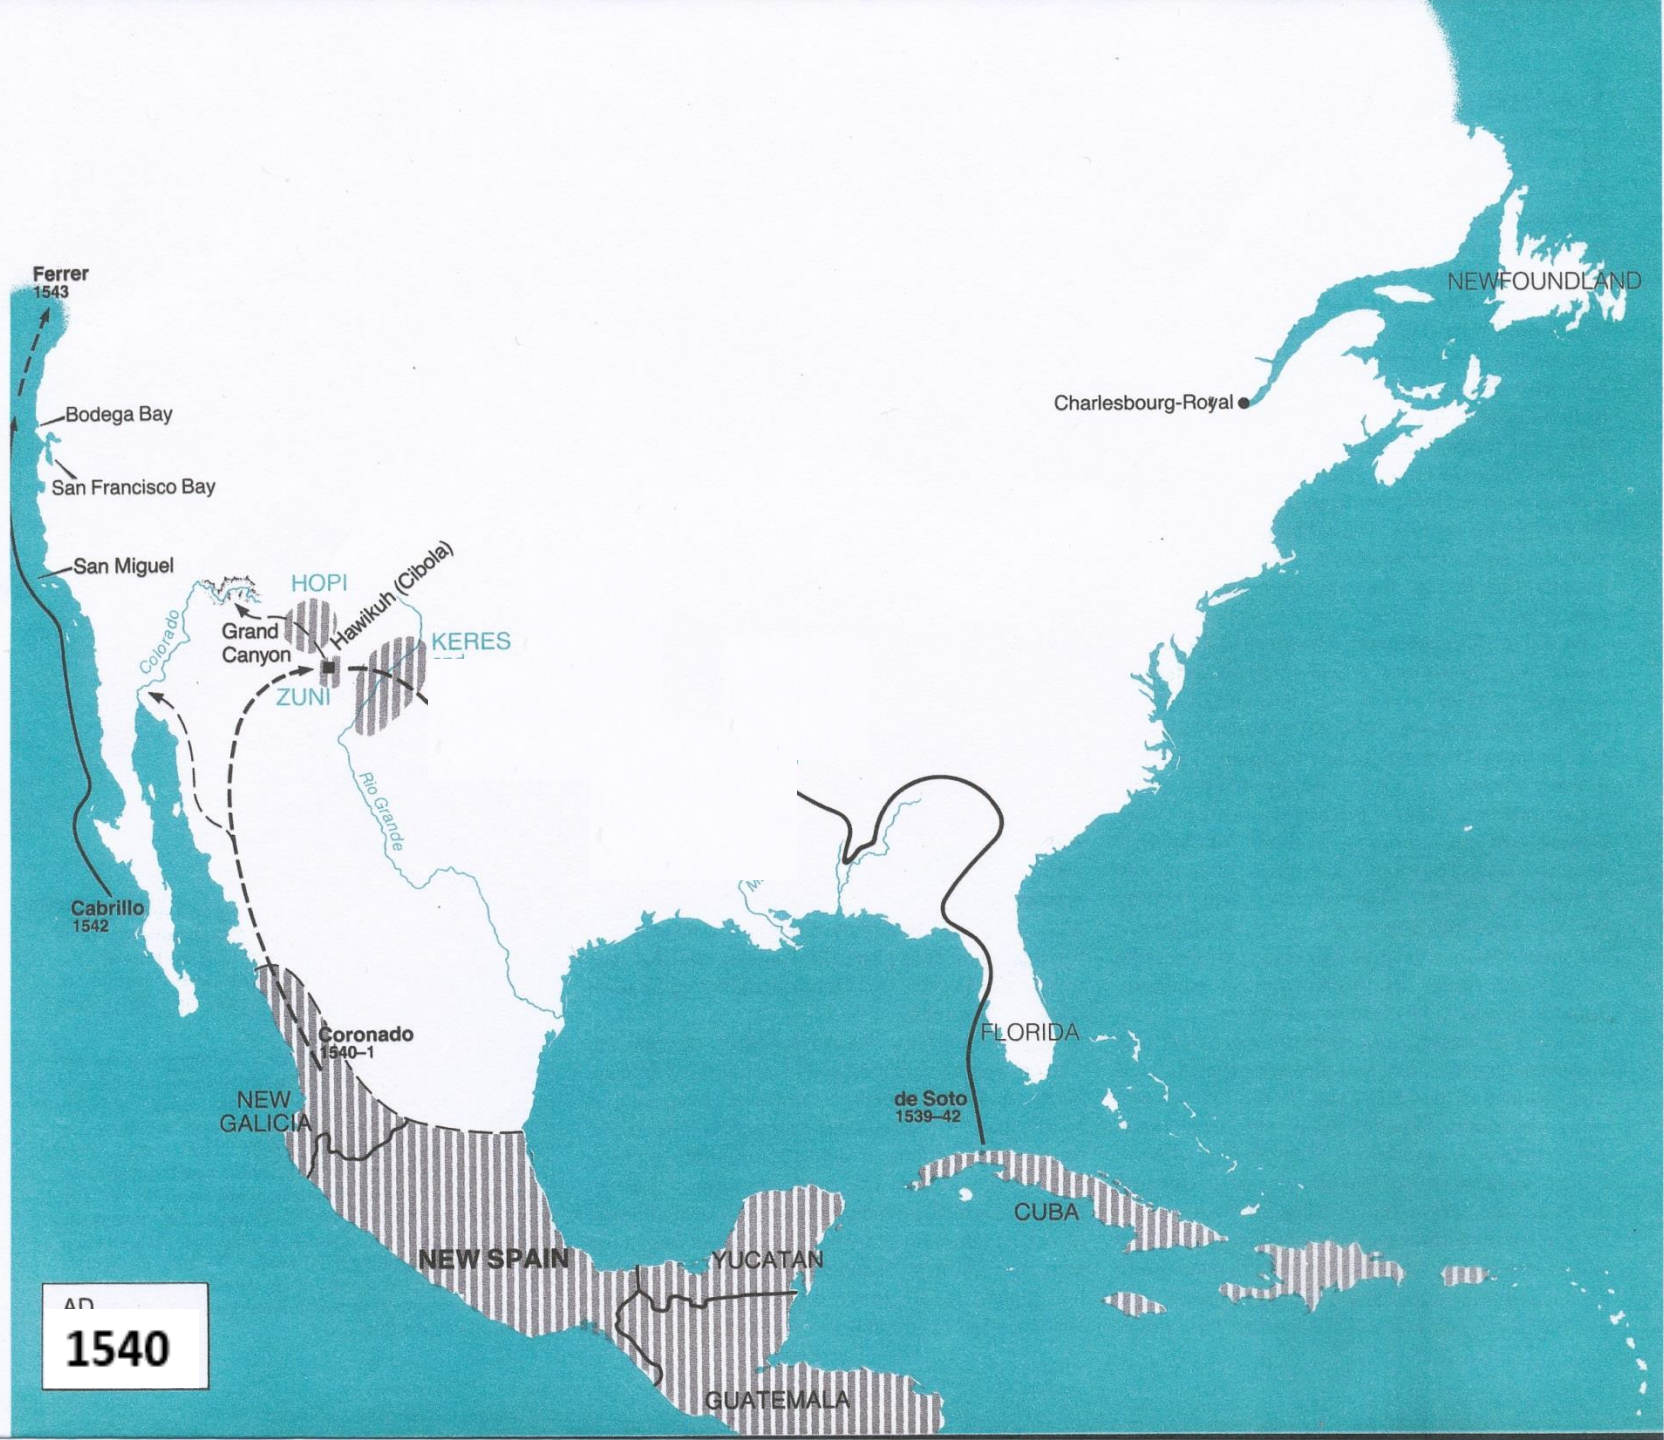 NEWFOUNDLAND
Ferrer
1543
Charlesbourg-Royal
Bodega Bay
San Francisco Bay
San Miguel
HOPI
Hawikuh (Cibola)
Colorado
Grand
Canyon
KERES
ZUNI
Rio Grande
Cabrillo
1542
Coronado
1540–1
FLORIDA
NEW
GALICIA
de Soto
1539–42
CUBA
NEW SPAIN
YUCATAN
AD
1540
GUATEMALA